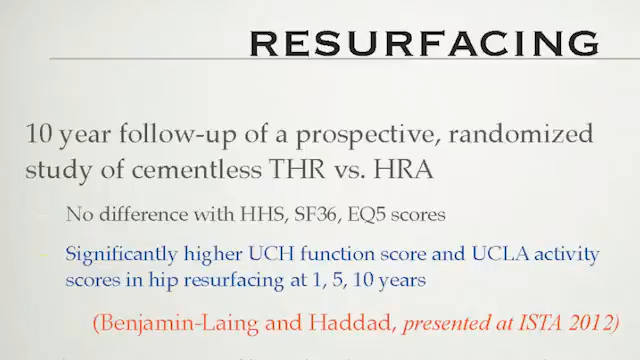 RESURFACING
10 year follow-up of a prospective, randomized
study of cementless THR vs. HRA
No difference with HHS, SF36, EQ5 scores
Significantly higher UCH function score and UCLA activity
scores in hip resurfacing at 1, 5, 10 years
(Benjamin-Laing and Haddad, presented at ISTA 2012)